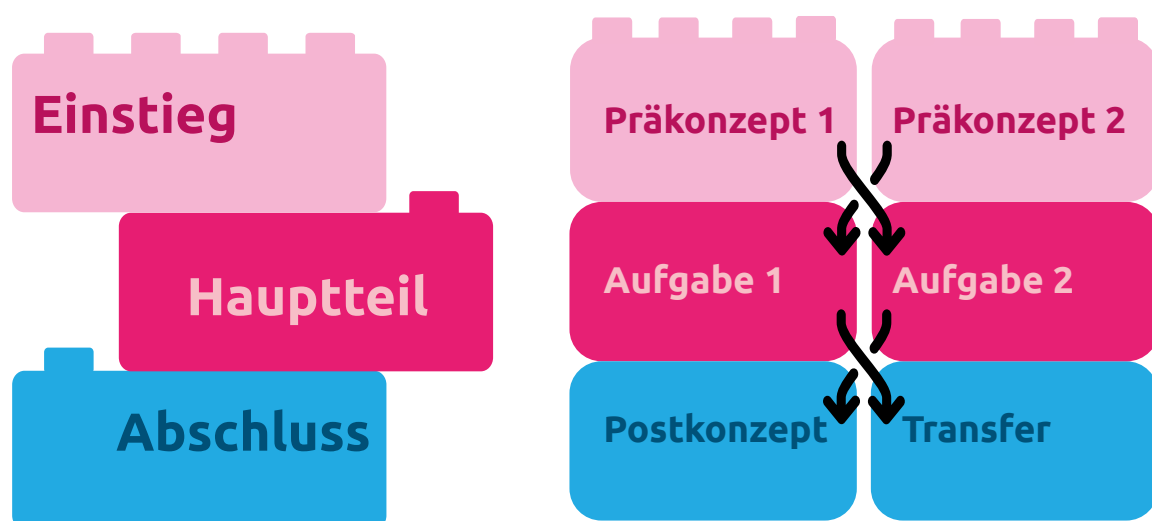 Einstieg
Hauptteil
Abschluss
Präkonzept 1
Präkonzept 2
Aufgabe 1
Aufgabe 2
Postkonzept
Transfer